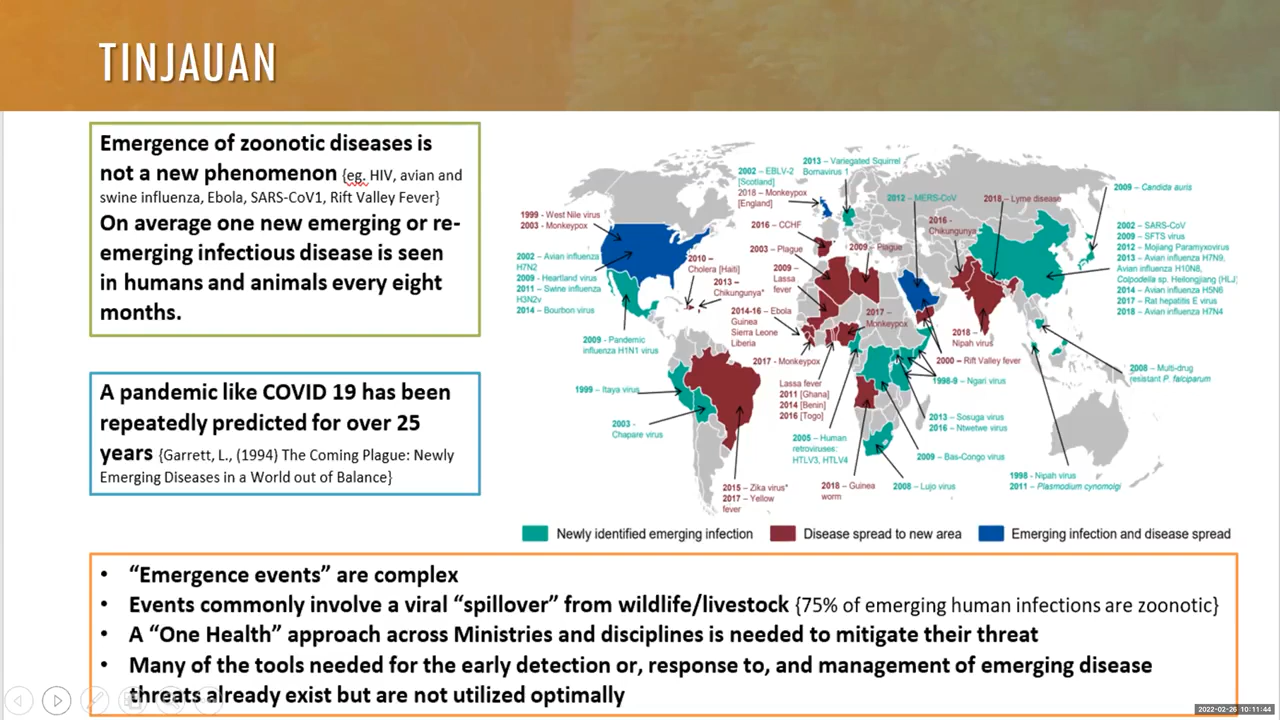 TINJAUAN
Emergence of zoonotic diseases is
not a new phenomenon {eg. HIV, avian and
swine influenza, Ebola, SARS-CoV1, Rift Valley Fever}
On average one new emerging or re-
emerging infectious disease is seen
in humans and animals every eight
months.
A pandemic like COVID 19 has been
repeatedly predicted for over 25
years {Garrett, L., (1994) The Coming Plague: Newly
Emerging Diseases in a World out of Balance}
1999 - West Nile virus
2003 - Monkeypox
2002 – Avian influenza
H7N2
2009 - Heartland virus
2011 – Swine influenza
H3N2v
2014 – Bourbon virus
2009 - Pandemic
influenza H1N1 virus
1999 – Itaya virus
2003 -
Chapare virus
2010 –
Cholera [Haiti]
2013 –
Chikungunya*
2002 – EBLV-2
[Scotland]
2018 – Monkeypox
[England]
2013 – Variegated Squirrel
Bornavirus 1
2016 – CCHF
2003 – Plague
2009 – Plague
2009 –
Lassa
fever
2014-16 – Ebola
Guinea
Sierra Leone
Liberia
2017 – Monkeypox
Lassa fever
2011 [Ghana]
2014 [Benin]
2016 [Togo]
2005 - Human
retroviruses:
HTLV3, HTLV4
2015 – Zika virus*
2017 – Yellow
fever
2018 – Guinea
worm
2008 – Lujo virus
2009 – Bas-Congo virus
2013 – Sosuga virus
2016 – Ntwetwe virus
1998-9 – Ngari virus
2000 – Rift Valley fever
2018 –
Nipah virus
2017 –
Monkeypox
2012 – MERS-CoV
2016 -
Chikungunya
2018 – Lyme disease
2009 – Candida auris
2002 - SARS-CoV
2009 – SFTS virus
2012 – Mojiang Paramyxovirus
2013 – Avian influenza H7N9,
Avian influenza H10N8,
Colpodella sp. Heilongjiang (HLJ)
2014 – Avian influenza H5N6
2017 – Rat hepatitis E virus
2018 – Avian influenza H7N4
2008 – Multi-drug
resistant P. falciparum
1998 - Nipah virus
2011 – Plasmodium cynomolgi
Newly identified emerging infection
Disease spread to new area
Emerging infection and disease spread
• “Emergence events” are complex
• Events commonly involve a viral “spillover” from wildlife/livestock {75% of emerging human infections are zoonotic}
• A “One Health” approach across Ministries and disciplines is needed to mitigate their threat
• Many of the tools needed for the early detection or, response to, and management of emerging disease
threats already exist but are not utilized optimally
2022-02-26 10:11:44